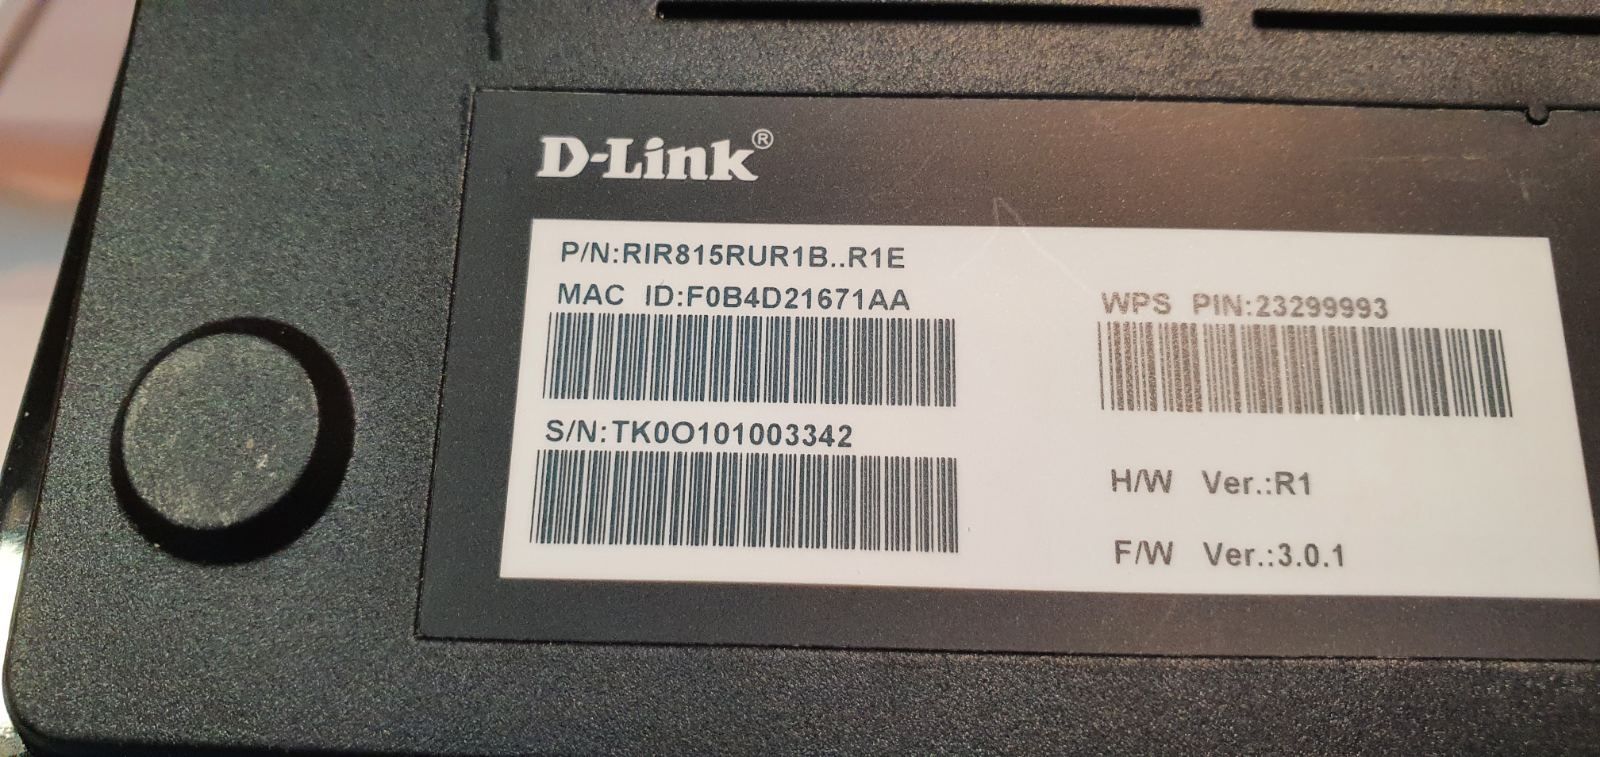 D-Link®
P/N:RIR815RUR1B..R1E
MAC ID:F0B4D21671AA
WPS PIN:23299993
S/N:TK0O101003342
H/W Ver.:R1
F/W Ver.:3.0.1